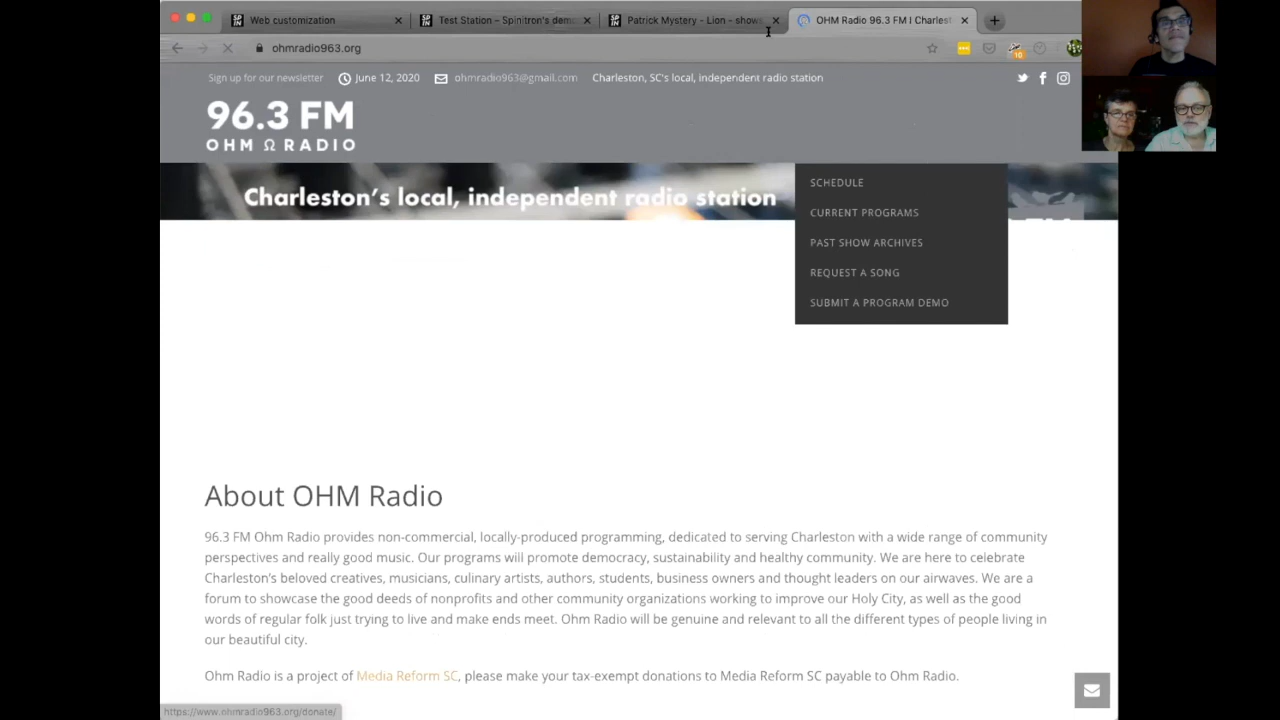 Web customization
Test Station – Spinitron's dem
Patrick Mystery - Lion - shows
OHM Radio 96.3 FM | Charlest
ohmradio963.org
10
Sign up for our newsletter
June 12, 2020
ohmradio963@gmail.com
Charleston, SC's local, independent radio station
96.3 FM
OHM Ω RADIO
Charleston's local, independent radio station
SCHEDULE
CURRENT PROGRAMS
PAST SHOW ARCHIVES
REQUEST A SONG
SUBMIT A PROGRAM DEMO
About OHM Radio
96.3 FM Ohm Radio provides non-commercial, locally-produced programming, dedicated to serving Charleston with a wide range of community
perspectives and really good music. Our programs will promote democracy, sustainability and healthy community. We are here to celebrate
Charleston's beloved creatives, musicians, culinary artists, authors, students, business owners and thought leaders on our airwaves. We are a
forum to showcase the good deeds of nonprofits and other community organizations working to improve our Holy City, as well as the good
words of regular folk just trying to live and make ends meet. Ohm Radio will be genuine and relevant to all the different types of people living in
our beautiful city.
Ohm Radio is a project of Media Reform SC, please make your tax-exempt donations to Media Reform SC payable to Ohm Radio.
https://www.ohmradio963.org/donate/